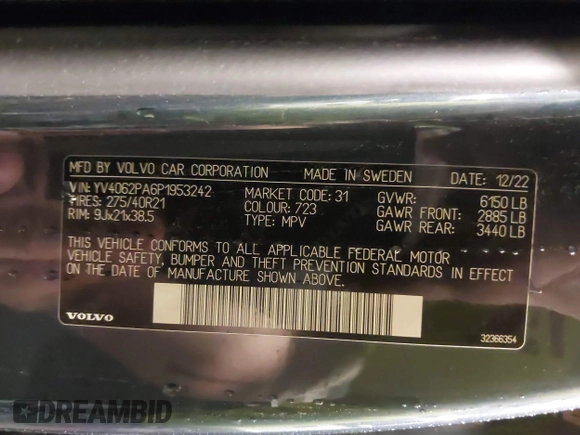 MFD BY VOLVO CAR CORPORATION MADE IN SWEDEN DATE: 12/22
VIN: YV4062PA6P1953242 MARKET CODE: 31 GVWR: 6150 LB
TIRES: 275/40R21 COLOUR: 723 GAWR FRONT: 2885 LB
RIM: 9Jx21x38.5 TYPE: MPV GAWR REAR: 3440 LB
THIS VEHICLE CONFORMS TO ALL APPLICABLE FEDERAL MOTOR
VEHICLE SAFETY, BUMPER AND THEFT PREVENTION STANDARDS IN EFFECT
ON THE DATE OF MANUFACTURE SHOWN ABOVE.
VOLVO 32366354
DREAMBID